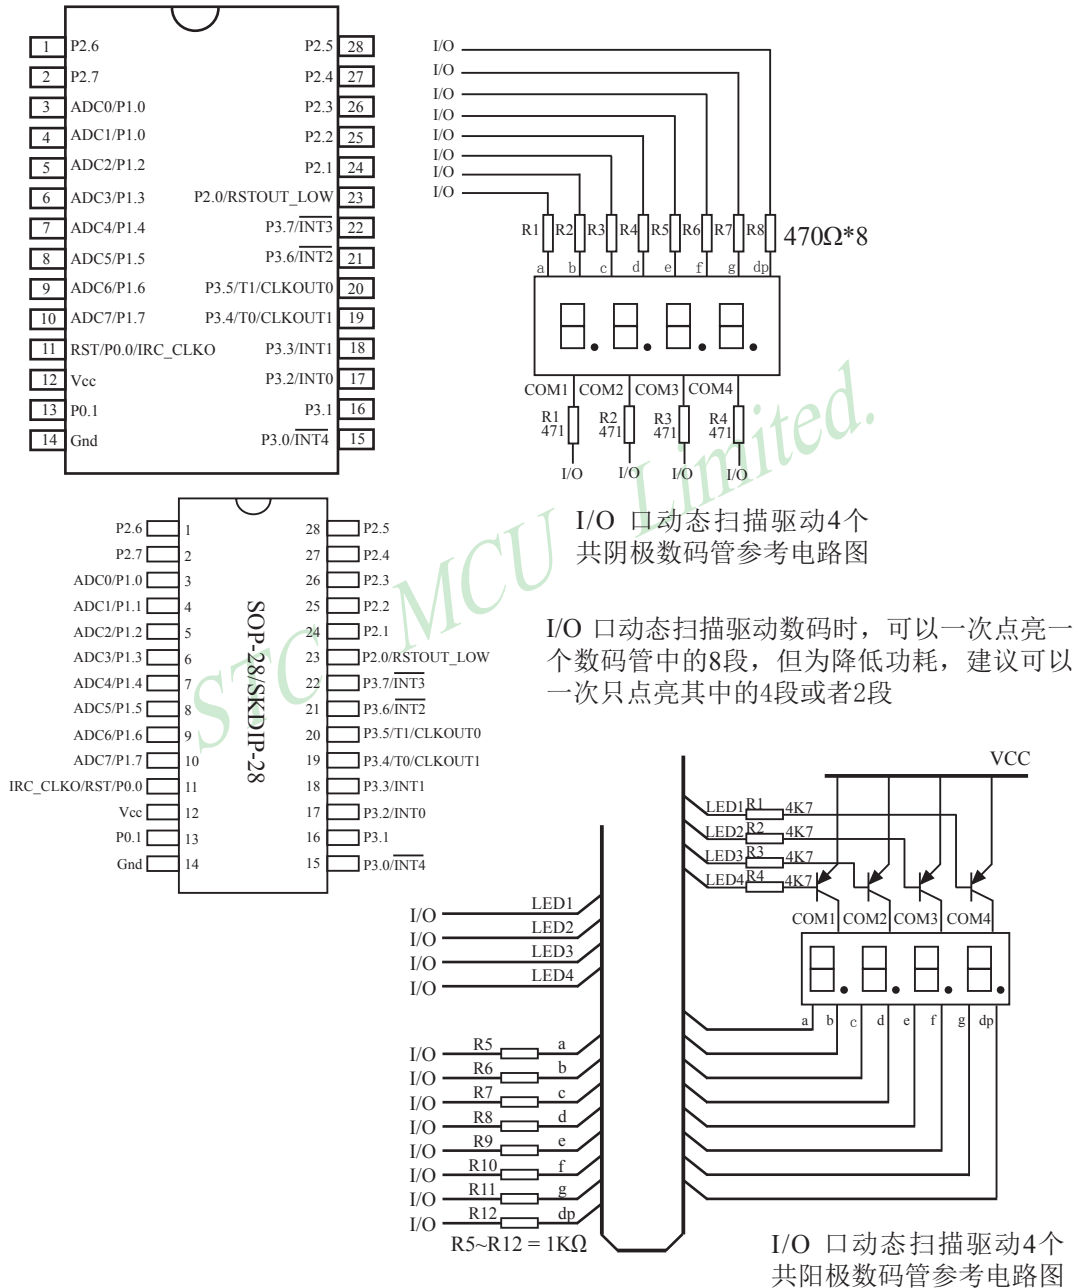 1 P2.6 P2.5 28
2 P2.7 P2.4 27
3 ADC0/P1.0 P2.3 26
4 ADC1/P1.0 P2.2 25
5 ADC2/P1.2 P2.1 24
6 ADC3/P1.3 P2.0/RSTOUT_LOW 23
7 ADC4/P1.4 P3.7/INT3 22
8 ADC5/P1.5 P3.6/INT2 21
9 ADC6/P1.6 P3.5/T1/CLKOUT0 20
10 ADC7/P1.7 P3.4/T0/CLKOUT1 19
11 RST/P0.0/IRC_CLKO P3.3/INT1 18
12 Vcc P3.2/INT0 17
13 P0.1 P3.1 16
14 Gnd P3.0/INT4 15
I/O
I/O
I/O
I/O
I/O
I/O
I/O
I/O
R1 R2 R3 R4 R5 R6 R7 R8 470Ω*8
a b c d e f g dp
COM1 COM2 COM3 COM4
R1 R2 R3 R4
471 471 471 471
I/O I/O I/O I/O
I/O 口动态扫描驱动4个
共阴极数码管参考电路图
STC MCU Limited.
P2.6 1 28 P2.5
P2.7 2 27 P2.4
ADC0/P1.0 3 26 P2.3
ADC1/P1.1 4 25 P2.2
ADC2/P1.2 5 24 P2.1
ADC3/P1.3 6 23 P2.0/RSTOUT_LOW
ADC4/P1.4 7 22 P3.7/INT3
ADC5/P1.5 8 21 P3.6/INT2
ADC6/P1.6 9 20 P3.5/T1/CLKOUT0
ADC7/P1.7 10 19 P3.4/T0/CLKOUT1
IRC_CLKO/RST/P0.0 11 18 P3.3/INT1
Vcc 12 17 P3.2/INT0
P0.1 13 16 P3.1
Gnd 14 15 P3.0/INT4
SOP-28/SKDIP-28
I/O 口动态扫描驱动数码时，可以一次点亮一
个数码管中的8段，但为降低功耗，建议可以
一次只点亮其中的4段或者2段
VCC
LED1 R1 4K7
LED2 R2 4K7
LED3 R3 4K7
LED4 R4 4K7
COM1 COM2 COM3 COM4
a b c d e f g dp
I/O LED1
I/O LED2
I/O LED3
I/O LED4
I/O R5 a
I/O R6 b
I/O R7 c
I/O R8 d
I/O R9 e
I/O R10 f
I/O R11 g
I/O R12 dp
R5~R12 = 1KΩ
I/O 口动态扫描驱动4个
共阳极数码管参考电路图